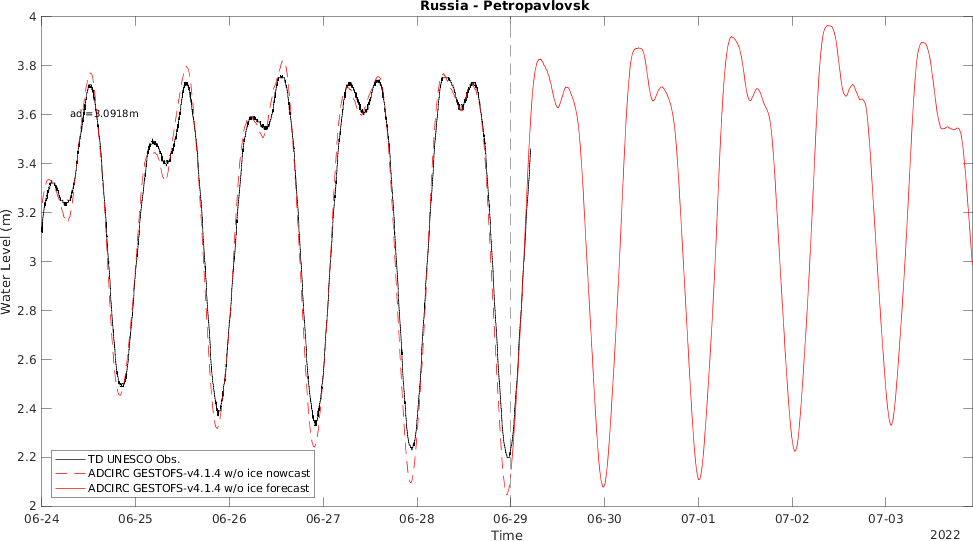 Russia - Petropavlovsk
4
3.8
3.6
3.4
3.2
3
2.8
2.6
2.4
2.2
2
Water Level (m)
adj=3.0918m
TD UNESCO Obs.
ADCIRC GESTOFS-v4.1.4 w/o ice nowcast
ADCIRC GESTOFS-v4.1.4 w/o ice forecast
06-24 06-25 06-26 06-27 06-28 06-29 06-30 07-01 07-02 07-03
Time
2022